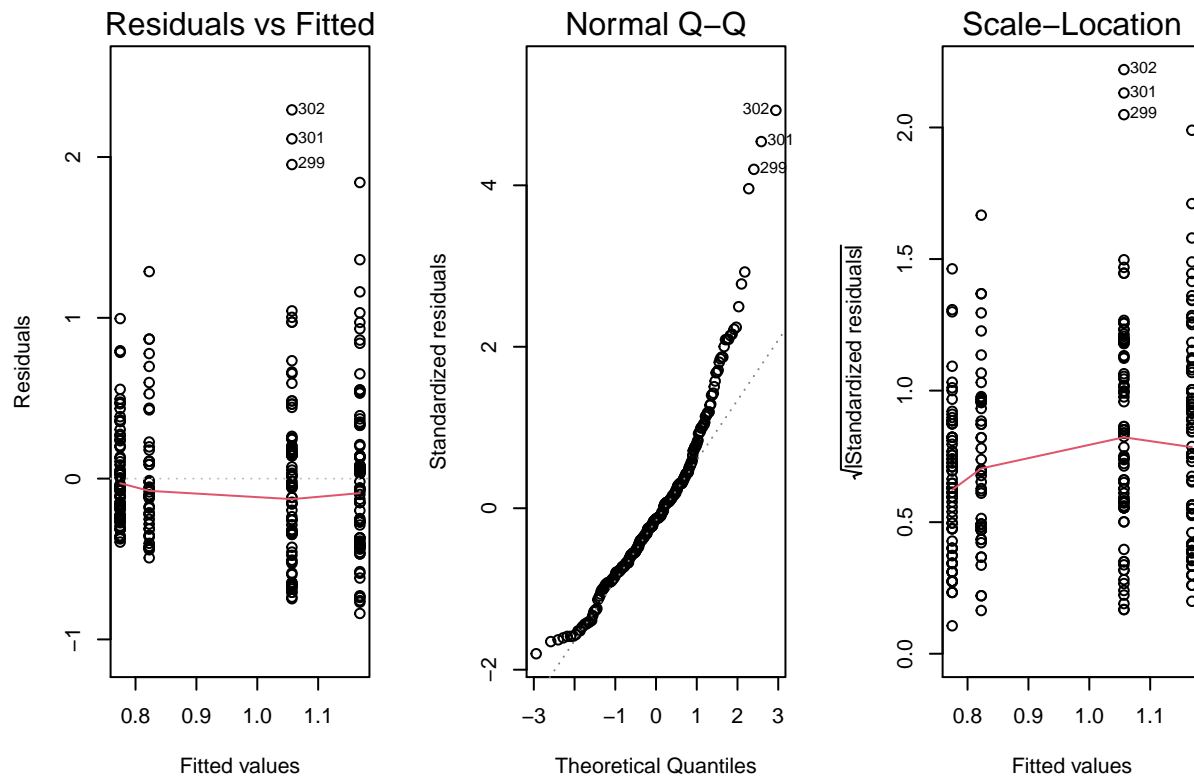 Residuals vs Fitted
Residuals
2
1
0
−1
302
301
299
0.8 0.9 1.0 1.1
Fitted values
Normal Q−Q
Standardized residuals
4
2
0
−2
302
301
299
−3 −1 0 1 2 3
Theoretical Quantiles
Scale−Location
√|Standardized residuals|
2.0
1.5
1.0
0.5
0.0
302
301
299
0.8 0.9 1.0 1.1
Fitted values